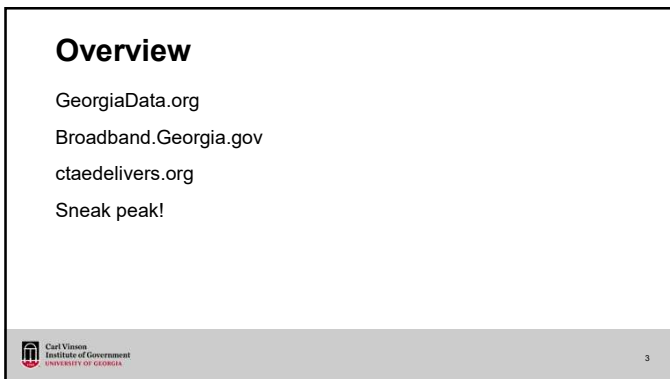 Overview
GeorgiaData.org
Broadband.Georgia.gov
ctaedelivers.org
Sneak peak!
Carl Vinson
Institute of Government
UNIVERSITY OF GEORGIA
3